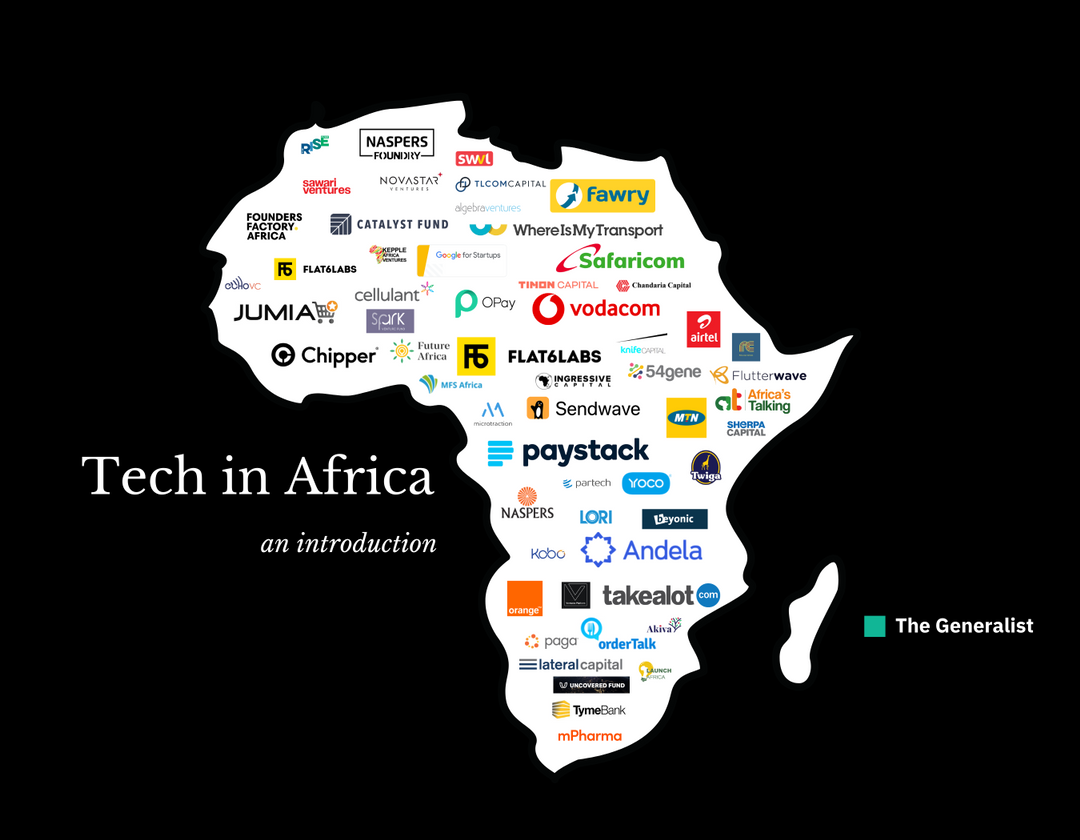 RISE
NASPERS
FOUNDRY
swvl
sawari
ventures
NOVASTAR
VENTURES
TLCOMCAPITAL
fawry
algebraventures
FOUNDERS
FACTORY
AFRICA
CATALYST FUND
WhereIsMyTransport
KEPPLE
AFRICA
VENTURES
Google for Startups
Safaricom
F6 FLAT6LABS
TIMON CAPITAL
Chandaria Capital
cellulant
OPay
vodacom
JUMIA
spark
airtel
Chipper
Future
Africa
F6 FLAT6LABS
knife CAPITAL
54gene
Flutterwave
MFS Africa
INGRESSIVE
CAPITAL
at Africa's
Talking
microtraction
Sendwave
MTN
SHERPA
CAPITAL
paystack
Tech in Africa
partech
YOCO
Twiga
NASPERS
LORI
beyonic
an introduction
Kobo
Andela
orange
takealot.com
The Generalist
Akiva
paga
orderTalk
lateral capital
LAUNCH
AFRICA
UNCOVERED FUND
TymeBank
mPharma